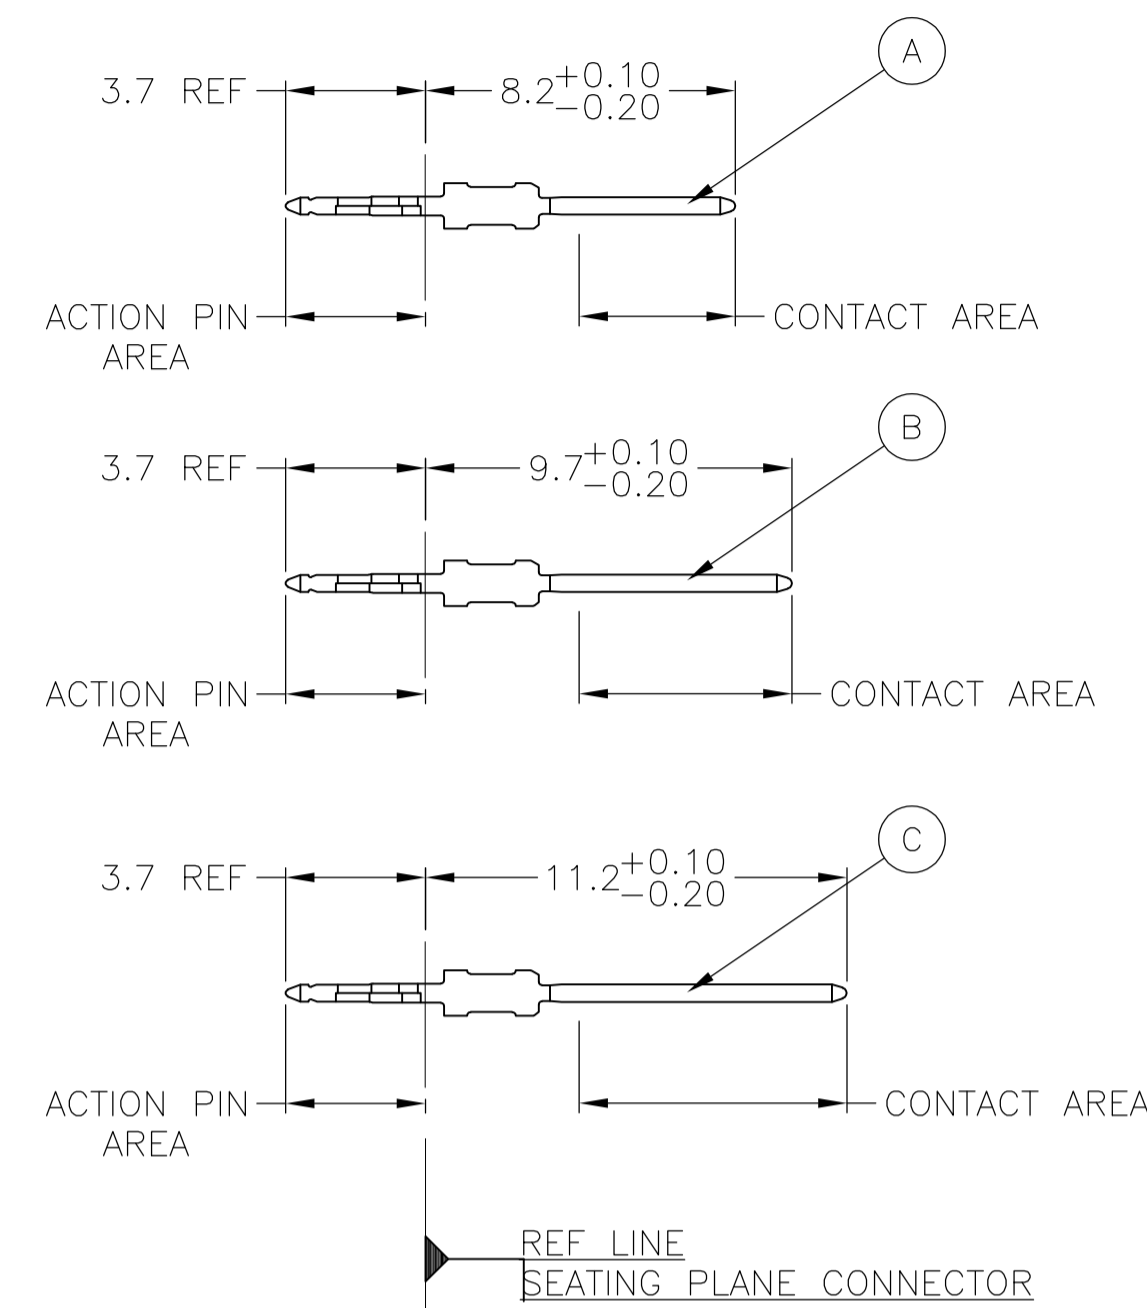 A
3.7 REF 8.2 +0.10 -0.20
ACTION PIN AREA
CONTACT AREA
B
3.7 REF 9.7 +0.10 -0.20
ACTION PIN AREA
CONTACT AREA
C
3.7 REF 11.2 +0.10 -0.20
ACTION PIN AREA
CONTACT AREA
REF LINE
SEATING PLANE CONNECTOR